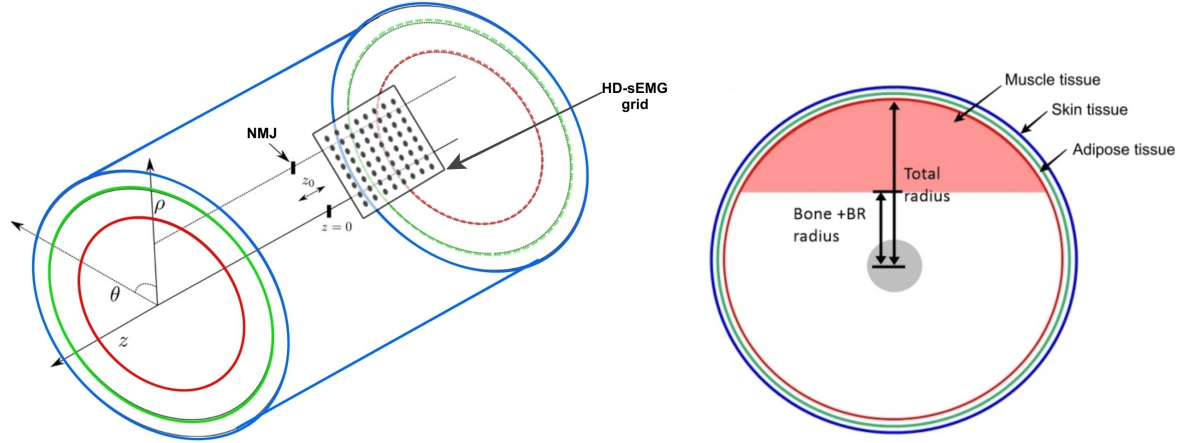 HD-sEMG
grid
NMJ
z₀
z = 0
ρ
θ
z
Muscle tissue
Skin tissue
Adipose tissue
Total
radius
Bone +BR
radius